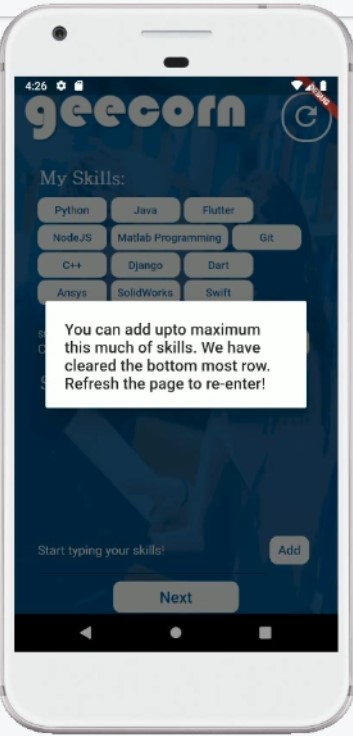 4:26
DEBUG
geecorn
My Skills:
Python Java Flutter
NodeJS Matlab Programming Git
C++ Django Dart
Ansys SolidWorks Swift
You can add upto maximum
this much of skills. We have
cleared the bottom most row.
Refresh the page to re-enter!
Start typing your skills!
Add
Next